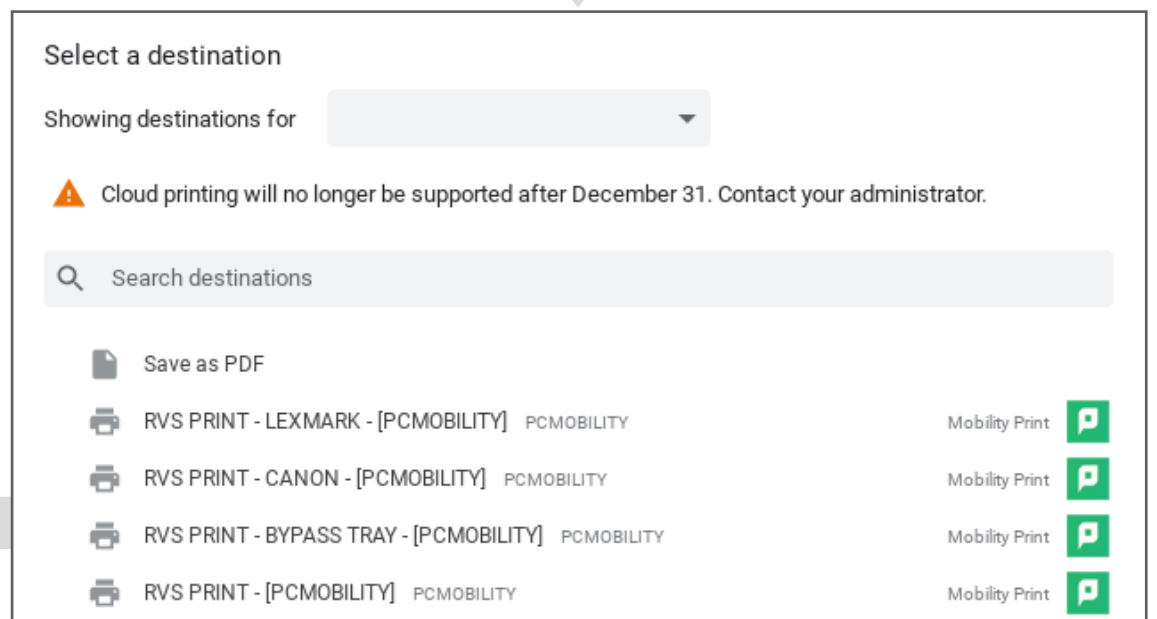 Select a destination
Showing destinations for
Cloud printing will no longer be supported after December 31. Contact your administrator.
Search destinations
Save as PDF
RVS PRINT - LEXMARK - [PCMOBILITY] PCMOBILITY Mobility Print
RVS PRINT - CANON - [PCMOBILITY] PCMOBILITY Mobility Print
RVS PRINT - BYPASS TRAY - [PCMOBILITY] PCMOBILITY Mobility Print
RVS PRINT - [PCMOBILITY] PCMOBILITY Mobility Print